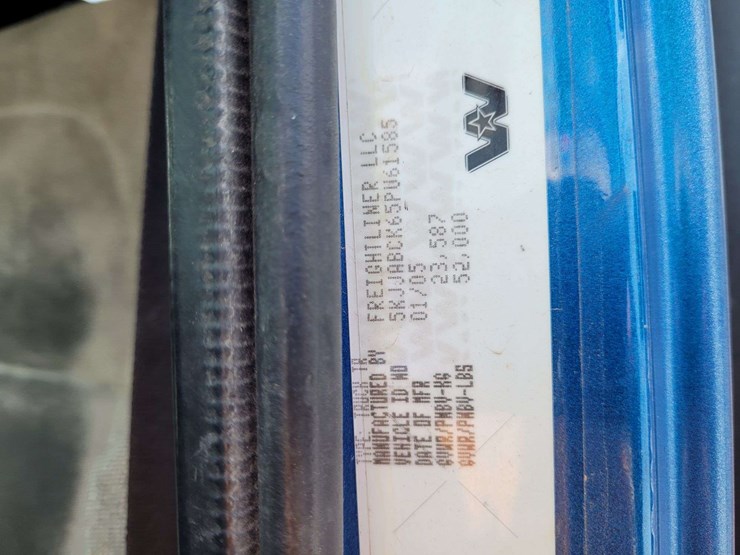 TYPE: TRUCK TR
MANUFACTURED BY FREIGHTLINER LLC
VEHICLE ID NO 5KJJABCK65PU61585
DATE OF MFR 01/05
GVWR/PNBV-KG 23,587
GVWR/PNBV-LBS 52,000